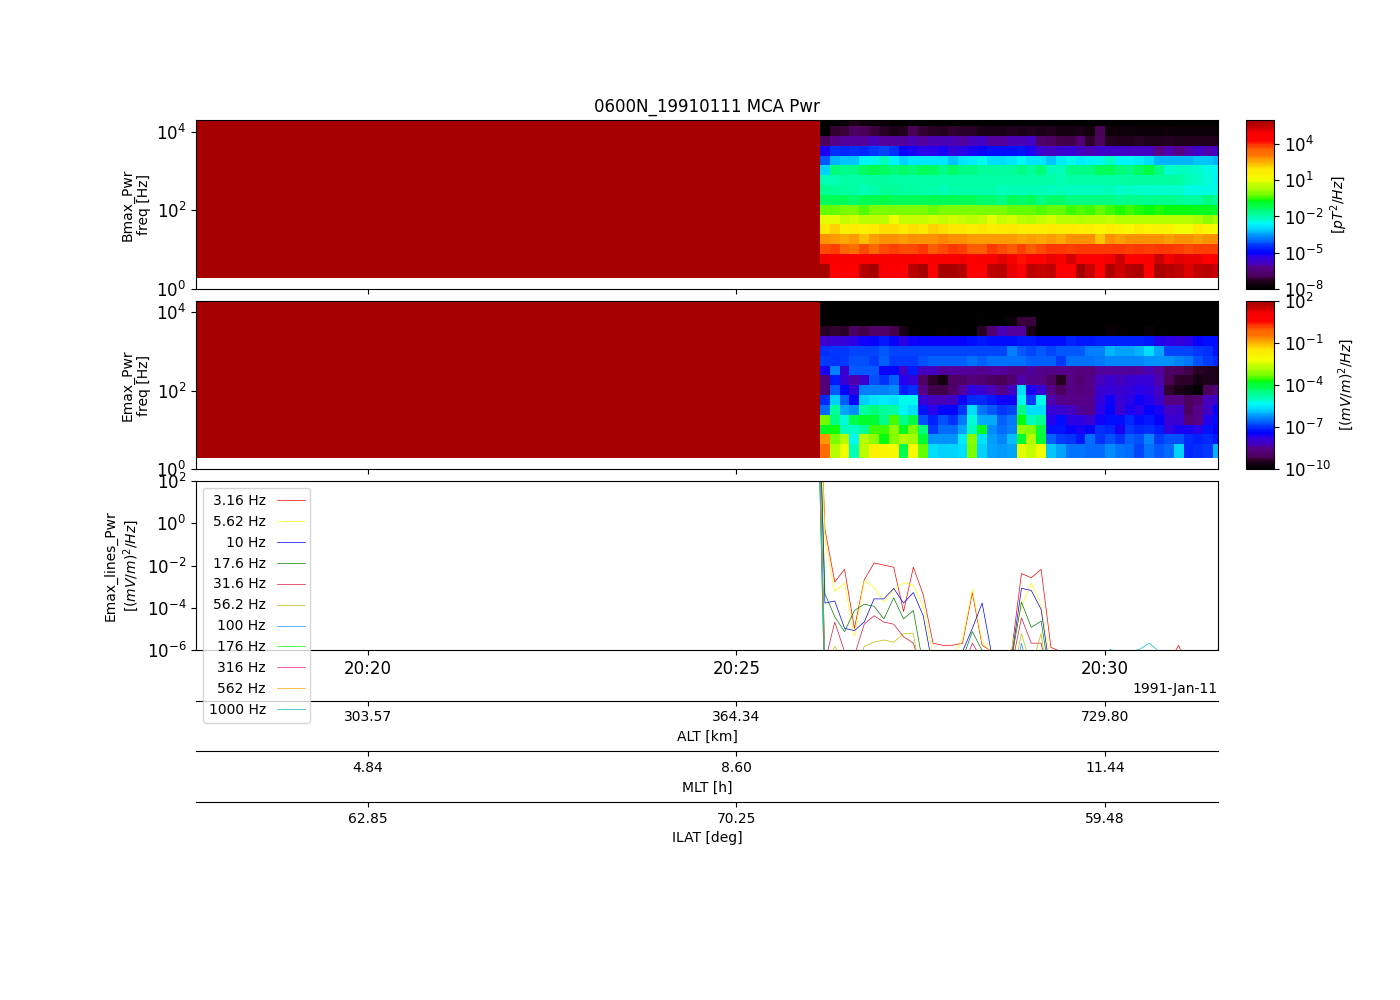 0600N_19910111 MCA Pwr
Bmax_Pwr
freq [Hz]
10^4
10^2
10^0
10^4
10^1
10^-2
10^-5
10^-8
[pT^2/Hz]
Emax_Pwr
freq [Hz]
10^4
10^2
10^0
10^2
10^-1
10^-4
10^-7
10^-10
[(mV/m)^2/Hz]
Emax_lines_Pwr
[(mV/m)^2/Hz]
10^2
10^0
10^-2
10^-4
10^-6
3.16 Hz
5.62 Hz
10 Hz
17.6 Hz
31.6 Hz
56.2 Hz
100 Hz
176 Hz
316 Hz
562 Hz
1000 Hz
20:20 20:25 20:30
1991-Jan-11
303.57 364.34 729.80
ALT [km]
4.84 8.60 11.44
MLT [h]
62.85 70.25 59.48
ILAT [deg]